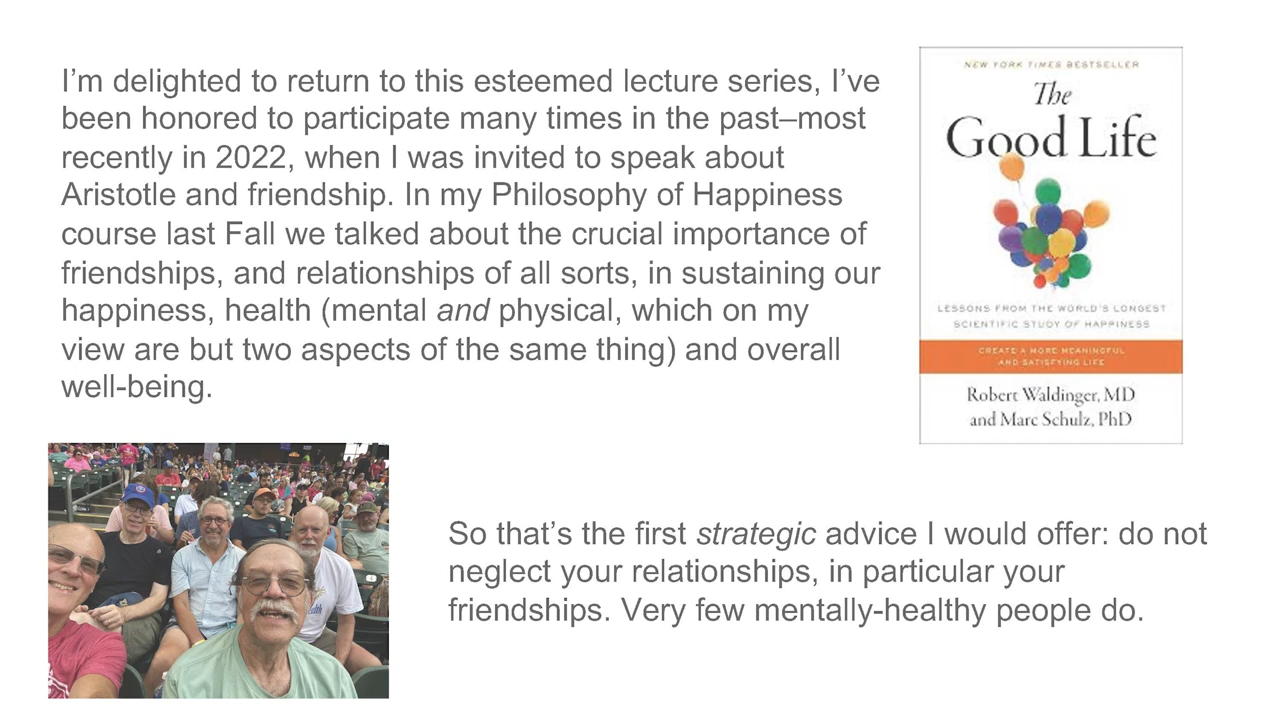 I’m delighted to return to this esteemed lecture series, I’ve
been honored to participate many times in the past–most
recently in 2022, when I was invited to speak about
Aristotle and friendship. In my Philosophy of Happiness
course last Fall we talked about the crucial importance of
friendships, and relationships of all sorts, in sustaining our
happiness, health (mental and physical, which on my
view are but two aspects of the same thing) and overall
well-being.
NEW YORK TIMES BESTSELLER
The
Good Life
LESSONS FROM THE WORLD'S LONGEST
SCIENTIFIC STUDY OF HAPPINESS
CREATE A MORE MEANINGFUL
AND SATISFYING LIFE
Robert Waldinger, MD
and Marc Schulz, PhD
So that’s the first strategic advice I would offer: do not
neglect your relationships, in particular your
friendships. Very few mentally-healthy people do.